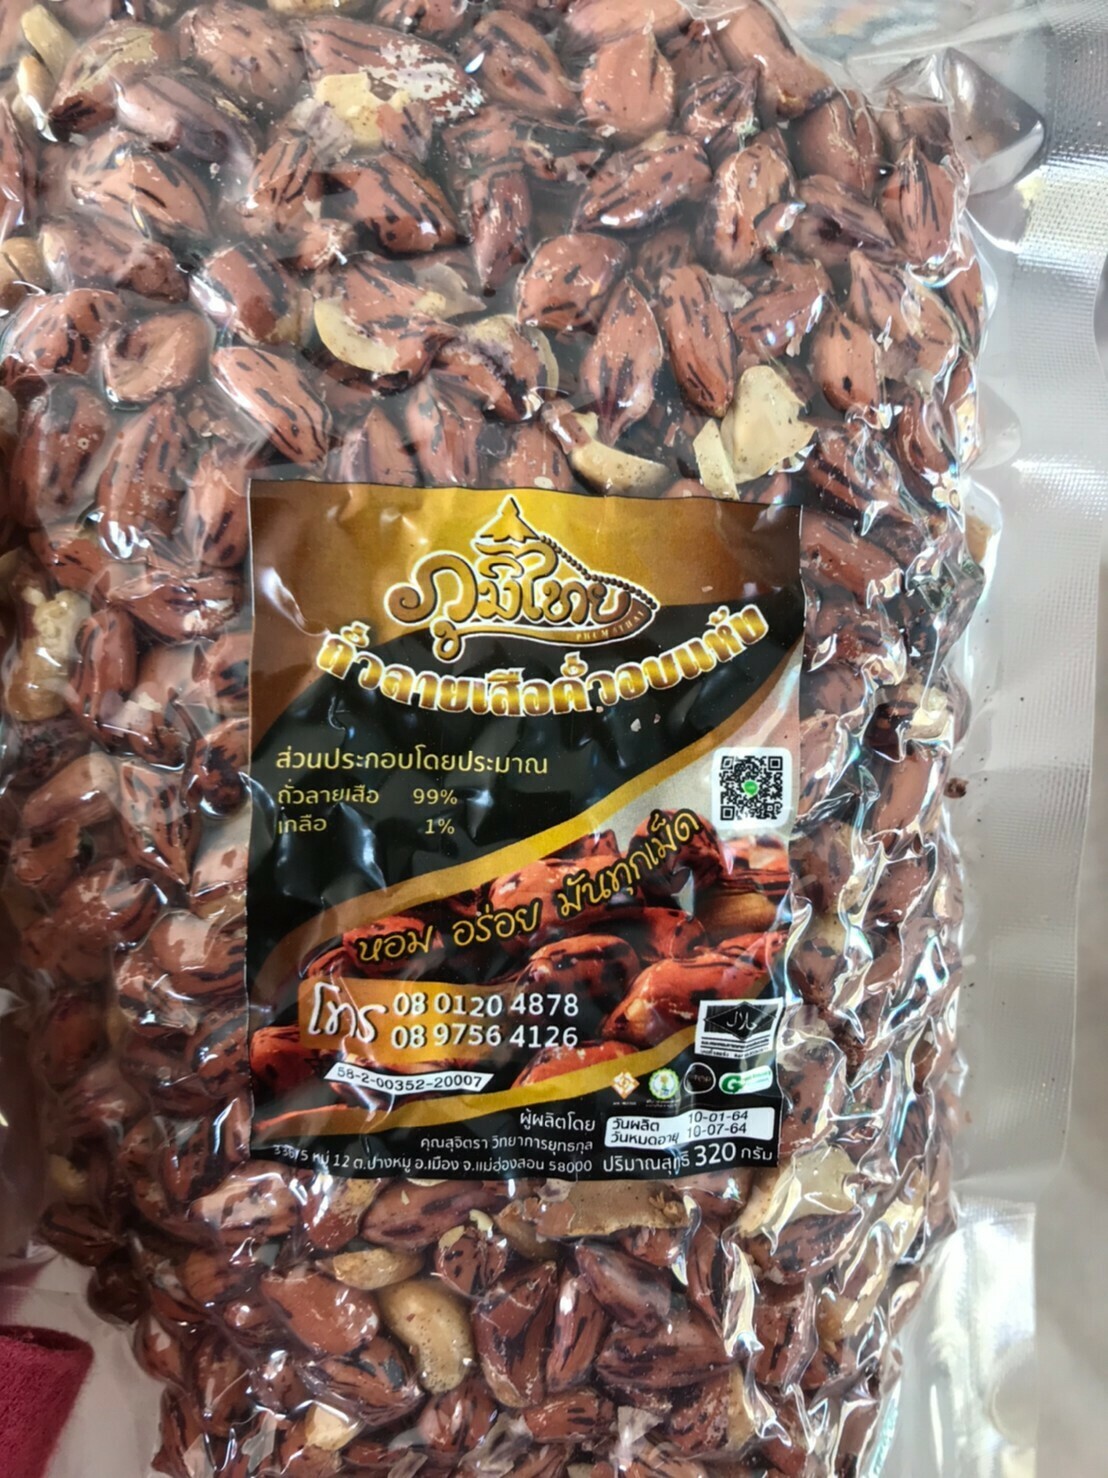 ภูมิไทย
PHUMITHAI
ถั่วลายเสือคั่วอบแห้ง
ส่วนประกอบโดยประมาณ
ถั่วลายเสือ 99%
เกลือ 1%
หอม อร่อย มันทุกเม็ด
โทร 08 0120 4878
08 9756 4126
58-2-00352-20007
ผู้ผลิตโดย
คุณสุจิตรา วิทยาการยุทธกุล
หมู่ 12 ต.ปางหมู อ.เมือง จ.แม่ฮ่องสอน 58000
วันผลิต 10-01-64
วันหมดอายุ 10-07-64
ปริมาณสุทธิ 320 กรัม